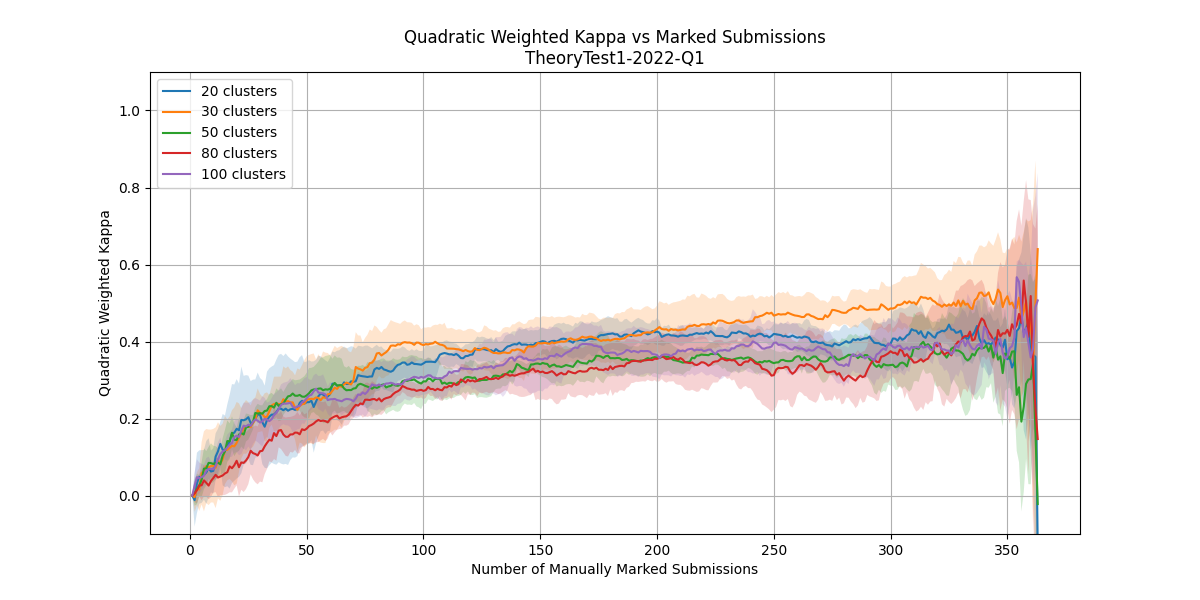 Quadratic Weighted Kappa vs Marked Submissions
TheoryTest1-2022-Q1
20 clusters
30 clusters
50 clusters
80 clusters
100 clusters
Quadratic Weighted Kappa
1.0
0.8
0.6
0.4
0.2
0.0
0
50
100
150
200
250
300
350
Number of Manually Marked Submissions